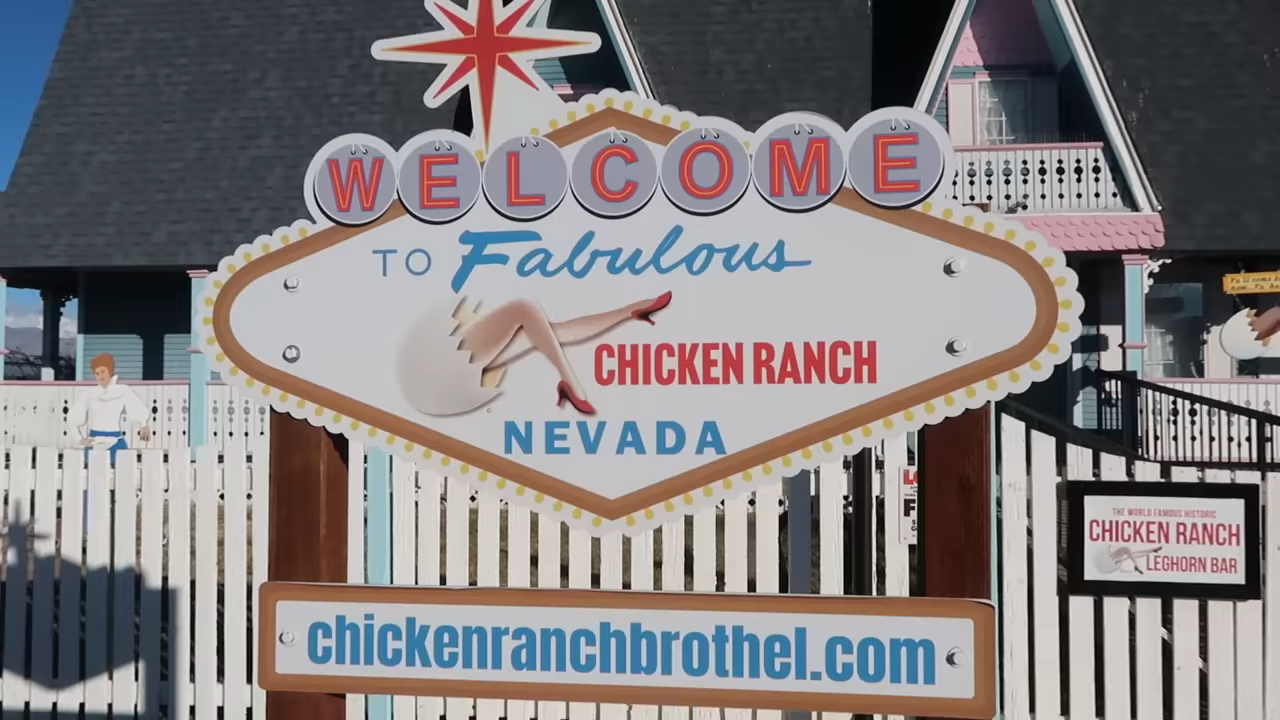 WELCOME
TO Fabulous
CHICKEN RANCH
NEVADA
THE WORLD FAMOUS HISTORIC
CHICKEN RANCH
LEGHORN BAR
chickenranchbrothel.com